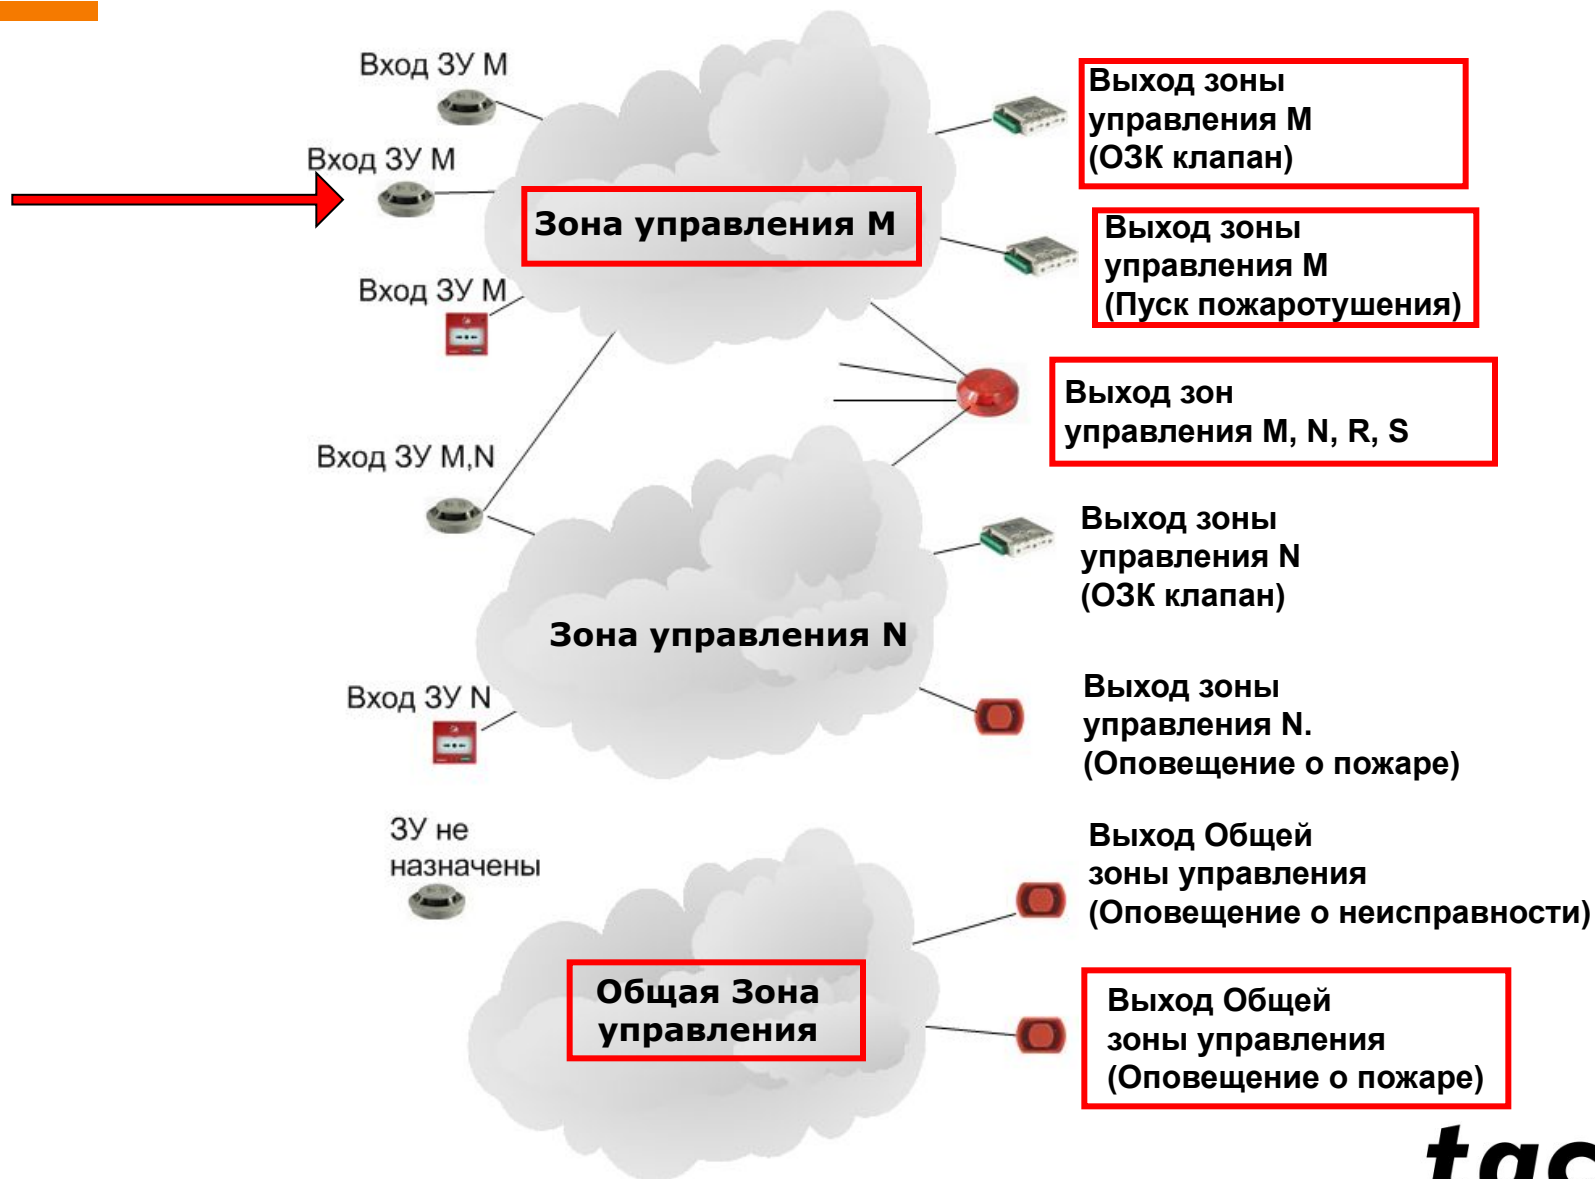 Вход ЗУ М
Вход ЗУ М
Зона управления М
Вход ЗУ М
Выход зоны
управления М
(ОЗК клапан)
Выход зоны
управления М
(Пуск пожаротушения)
Выход зон
управления M, N, R, S
Вход ЗУ M,N
Зона управления N
Вход ЗУ N
Выход зоны
управления N
(ОЗК клапан)
Выход зоны
управления N.
(Оповещение о пожаре)
ЗУ не
назначены
Общая Зона
управления
Выход Общей
зоны управления
(Оповещение о неисправности)
Выход Общей
зоны управления
(Оповещение о пожаре)
tac